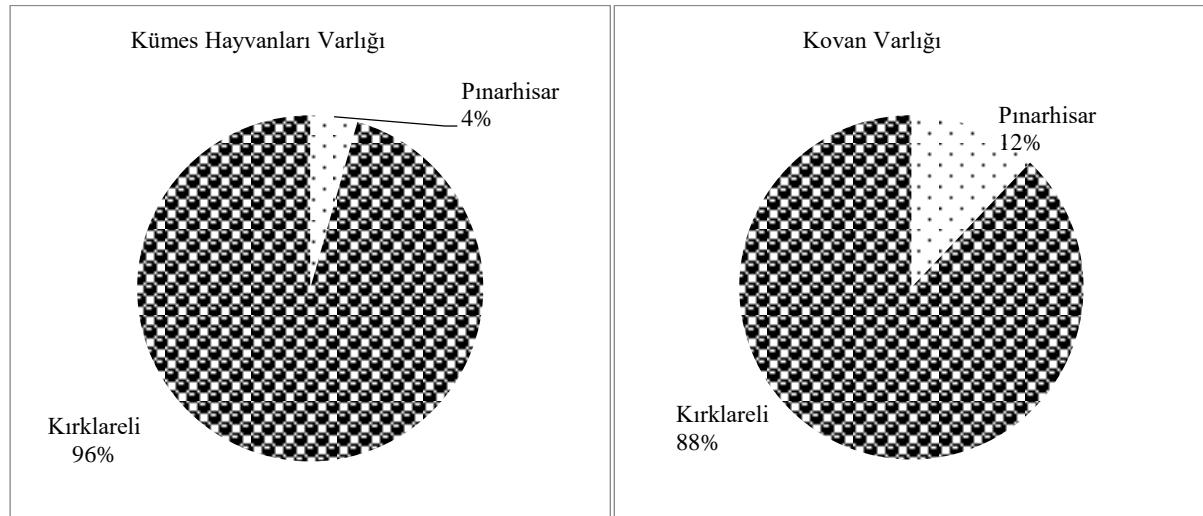 Kümes Hayvanları Varlığı
Pınarhisar
4%
Kırklareli
96%
Kovan Varlığı
Pınarhisar
12%
Kırklareli
88%